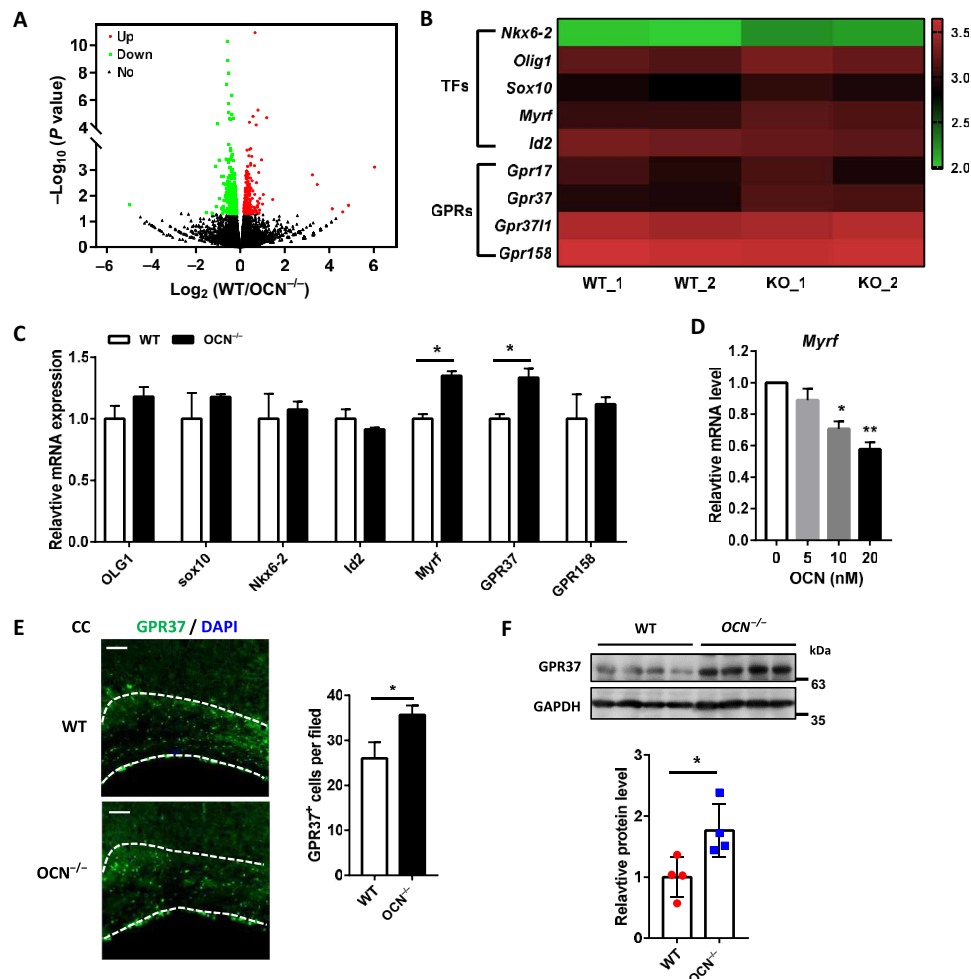 A
Up
Down
No
10
8
6
4
3
2
1
0
−6
−4
−2
0
2
4
6
–Log10 (P value)
Log2 (WT/OCN−/−)
B
TFs
GPRs
Nkx6-2
Olig1
Sox10
Myrf
Id2
Gpr17
Gpr37
Gpr37l1
Gpr158
WT_1
WT_2
KO_1
KO_2
3.5
3.0
2.5
2.0
C
WT
OCN−/−
Relavtive mRNA expression
1.5
1.0
0.5
0.0
*
*
OLG1
sox10
Nkx6-2
Id2
Myrf
GPR37
GPR158
D
Myrf
Relavtive mRNA level
1.2
1.0
0.8
0.6
0.4
0.2
0.0
*
**
0
5
10
20
OCN (nM)
E
CC
GPR37 / DAPI
WT
OCN−/−
GPR37+ cells per filed
40
30
20
10
0
*
WT
OCN−/−
F
WT
OCN−/−
kDa
GPR37
63
GAPDH
35
Relavtive protein level
3
2
1
0
*
WT
OCN−/−